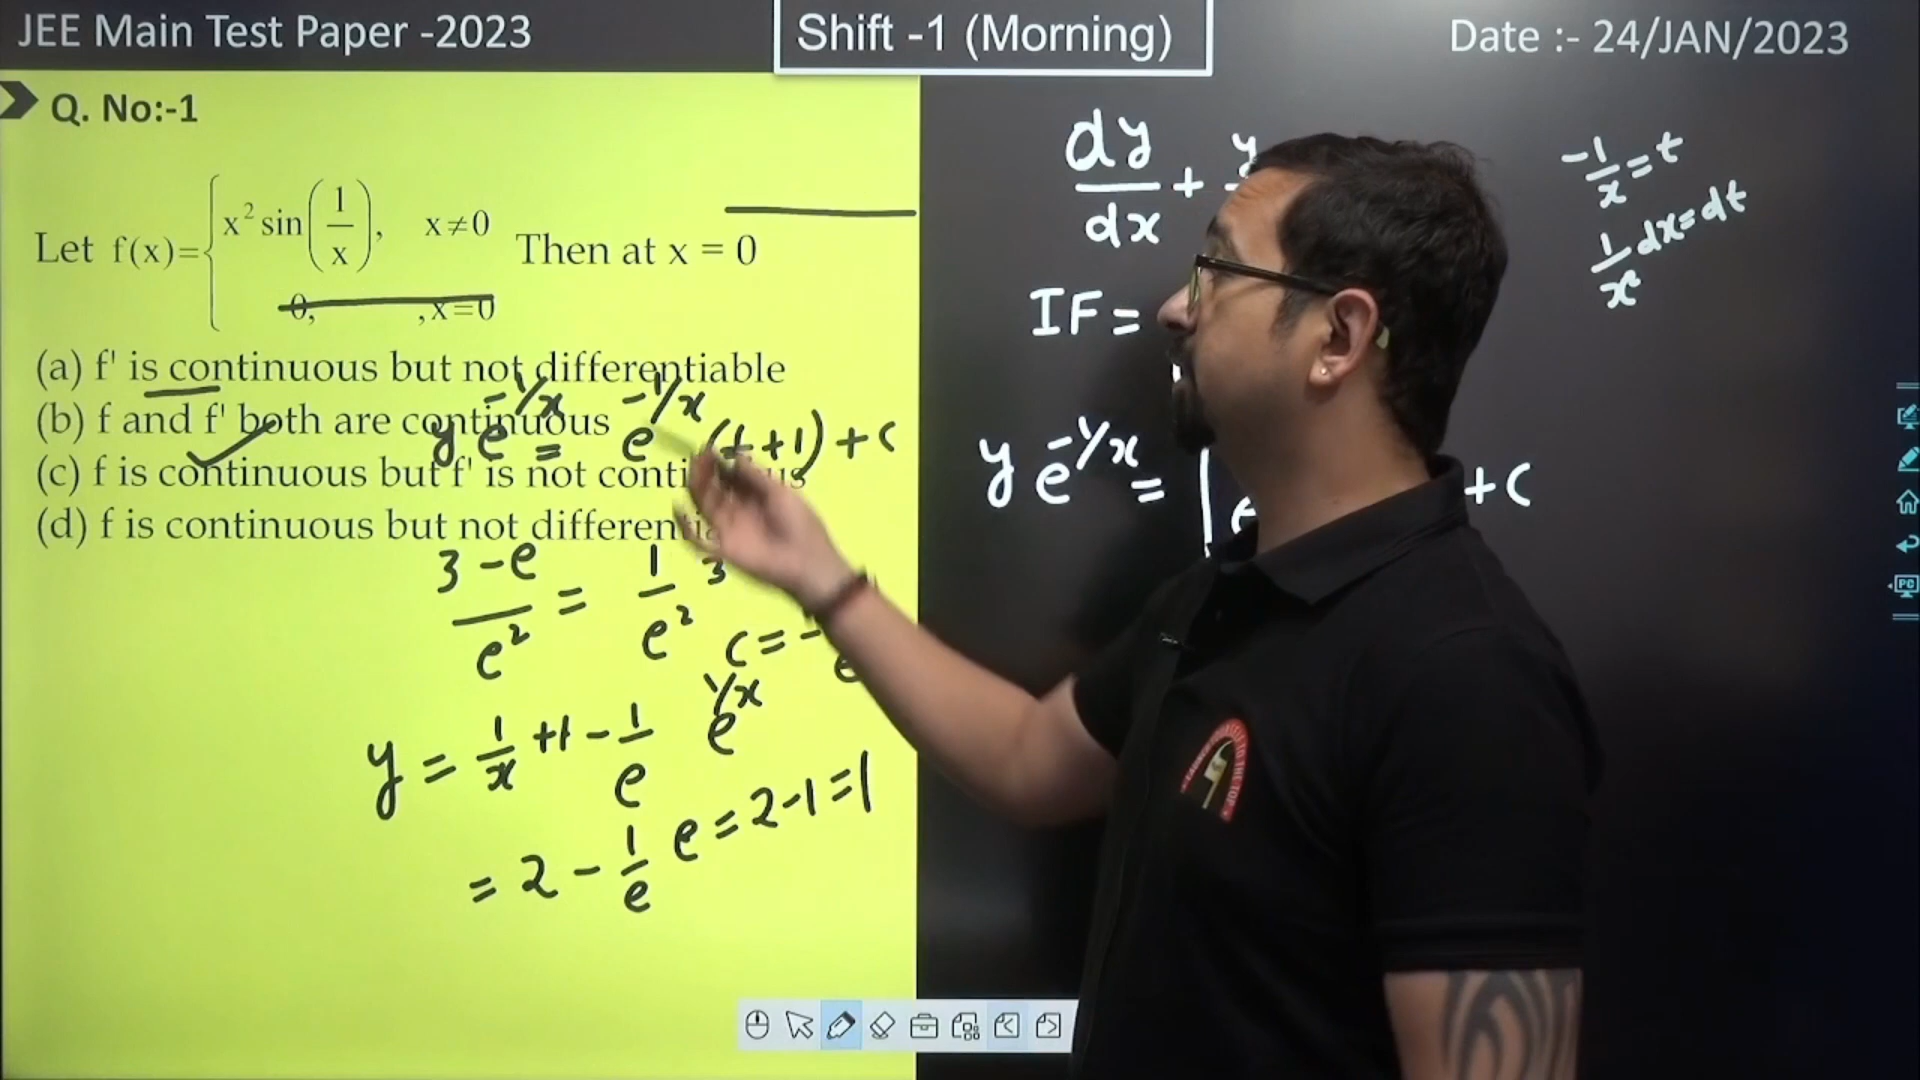 JEE Main Test Paper -2023
Shift -1 (Morning)
Date :- 24/JAN/2023
Q. No:-1
Let f(x)={ x² sin(1/x), x≠0
0, ,x=0
Then at x = 0
(a) f' is continuous but not differentiable
(b) f and f' both are continuous
(c) f is continuous but f' is not
(d) f is continuous but not
y e^-1/x = e^-1/x (t+1)+c
3-e/e² = 1/e² 3
c = -
y = 1/x +1 - 1/e e^1/x
= 2 - 1/e e = 2-1=1
dy/dx + y
IF =
y e^-1/x = ∫ e +c
-1/x = t
1/x² dx = dt
PC